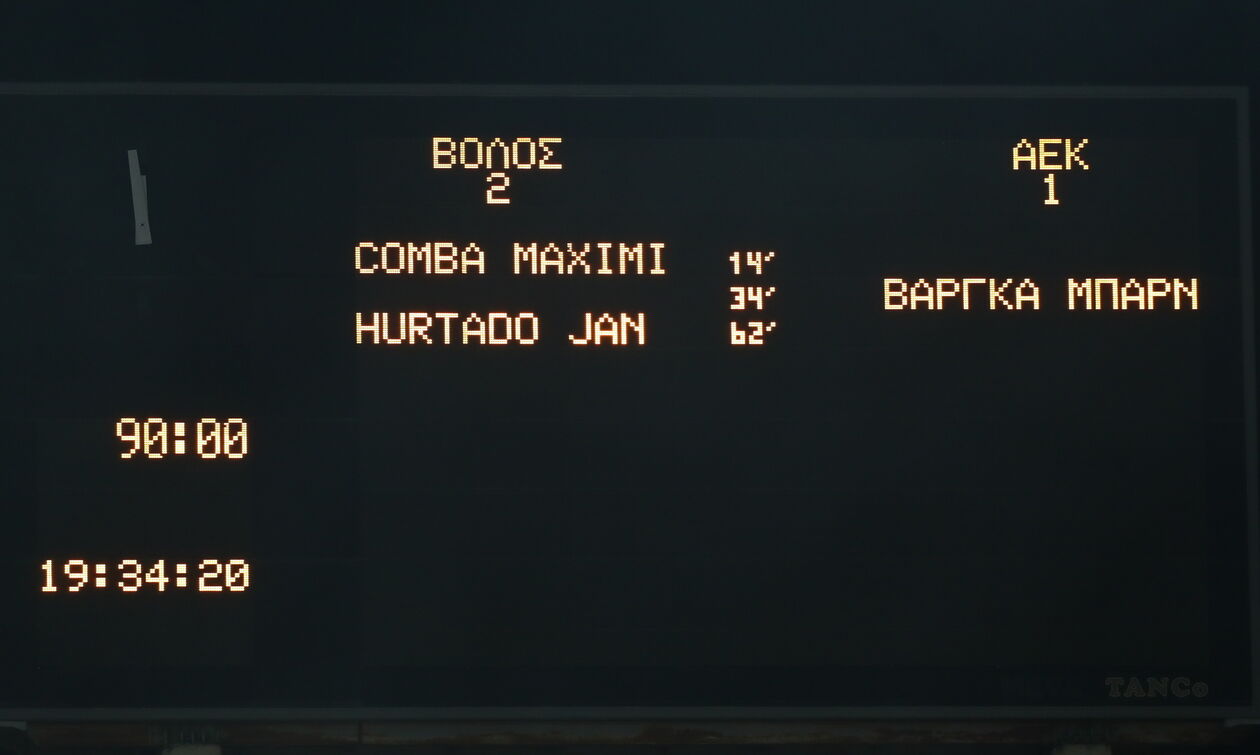 ΒΟΛΟΣ ΑΕΚ
2 1
COMBA MAXIMI 14'
34' ΒΑΡΓΚΑ ΜΠΑΡΝ
HURTADO JAN 62'
90:00
19:34:20
TANCo